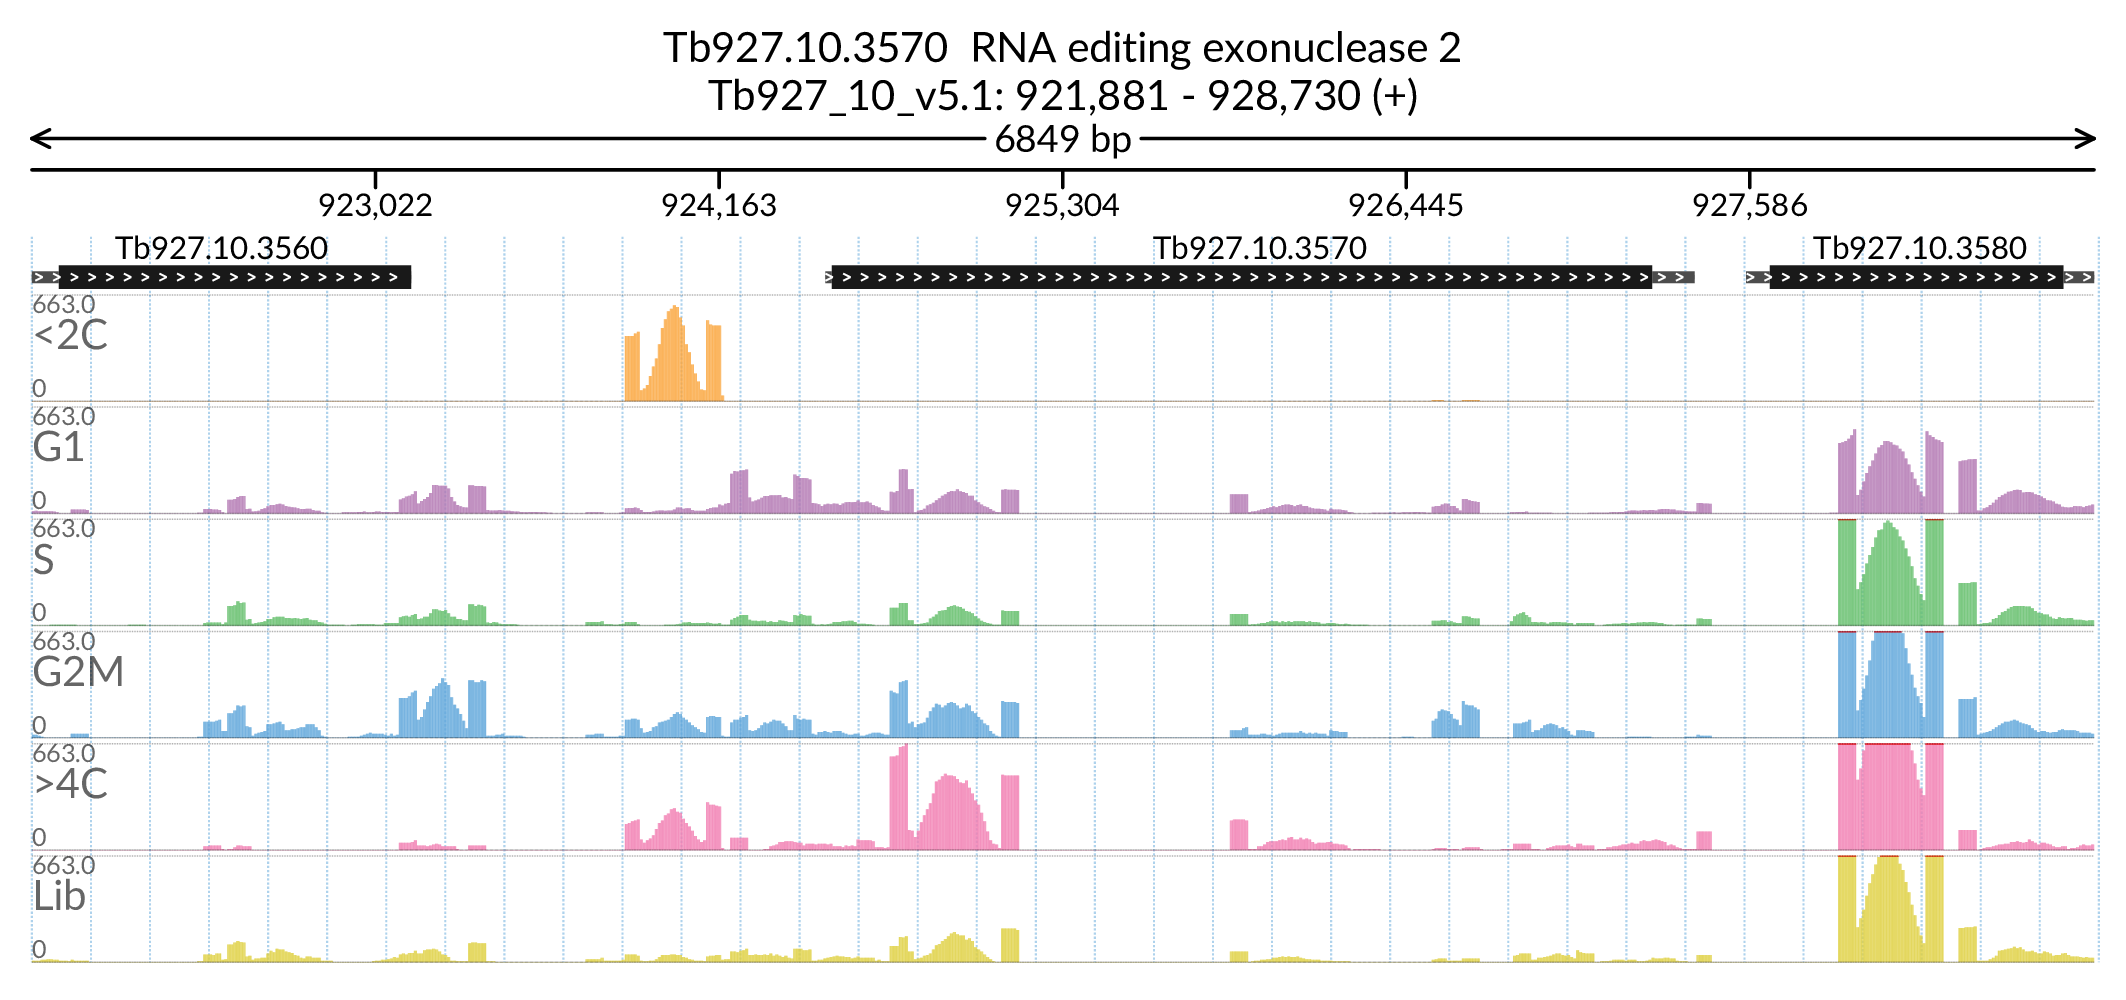 Tb927.10.3570  RNA editing exonuclease 2
Tb927_10_v5.1: 921,881 - 928,730 (+)
6849 bp
923,022 924,163 925,304 926,445 927,586
Tb927.10.3560 Tb927.10.3570 Tb927.10.3580
663.0
<2C
0
663.0
G1
0
663.0
S
0
663.0
G2M
0
663.0
>4C
0
663.0
Lib
0